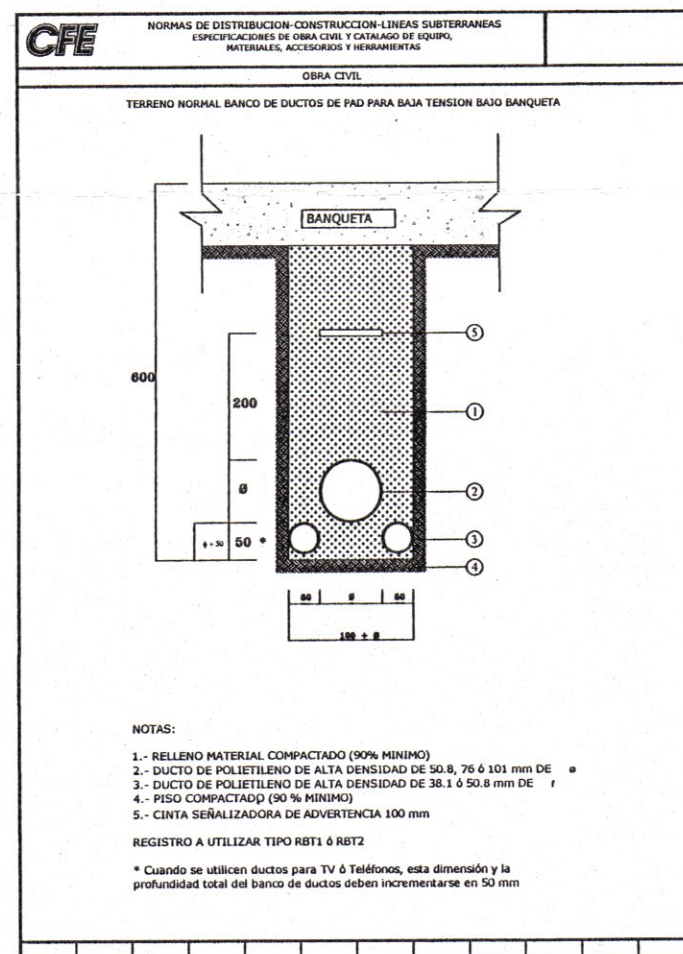 CFE
NORMAS DE DISTRIBUCION-CONSTRUCCION-LINEAS SUBTERRANEAS
ESPECIFICACIONES DE OBRA CIVIL Y CATALAGO DE EQUIPO,
MATERIALES, ACCESORIOS Y HERRAMIENTAS
OBRA CIVIL
TERRENO NORMAL BANCO DE DUCTOS DE PAD PARA BAJA TENSION BAJO BANQUETA
BANQUETA
5
600
200
1
Ø
2
50 *
3
4
Ø
100 + Ø
NOTAS:
1.- RELLENO MATERIAL COMPACTADO (90% MINIMO)
2.- DUCTO DE POLIETILENO DE ALTA DENSIDAD DE 50.8, 76 ó 101 mm DE ø
3.- DUCTO DE POLIETILENO DE ALTA DENSIDAD DE 38.1 ó 50.8 mm DE r
4.- PISO COMPACTADO (90 % MINIMO)
5.- CINTA SEÑALIZADORA DE ADVERTENCIA 100 mm
REGISTRO A UTILIZAR TIPO RBT1 ó RBT2
* Cuando se utilicen ductos para TV ó Teléfonos, esta dimensión y la
profundidad total del banco de ductos deben incrementarse en 50 mm